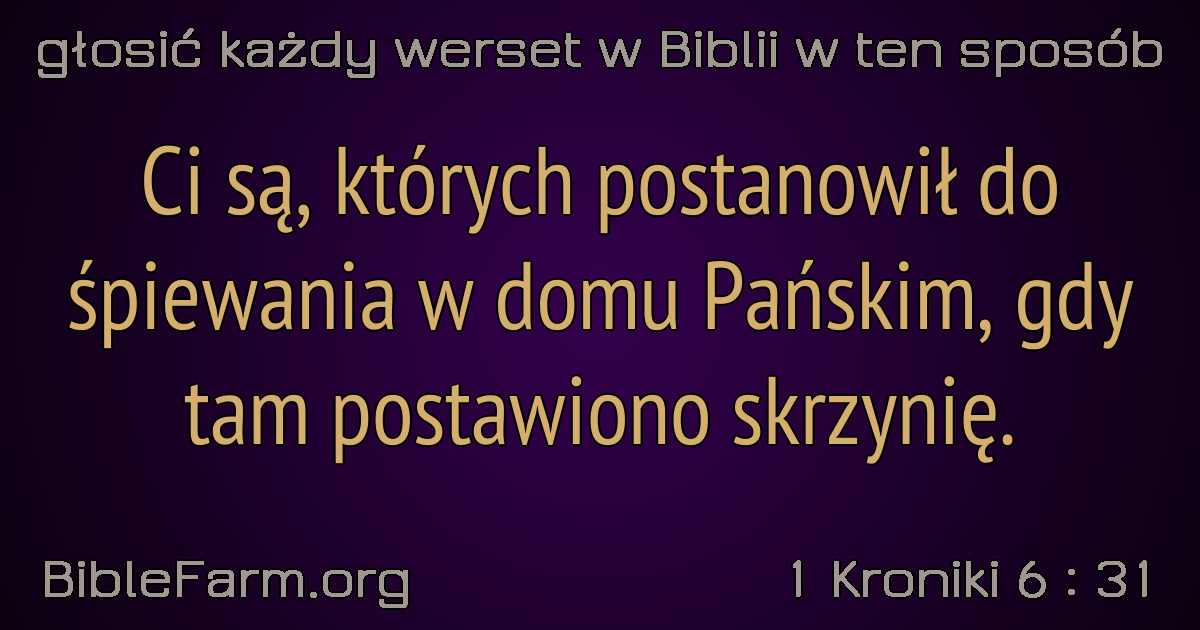 głosić każdy werset w Biblii w ten sposób
Ci są, których postanowił do
śpiewania w domu Pańskim, gdy
tam postawiono skrzynię.
BibleFarm.org
1 Kroniki 6 : 31